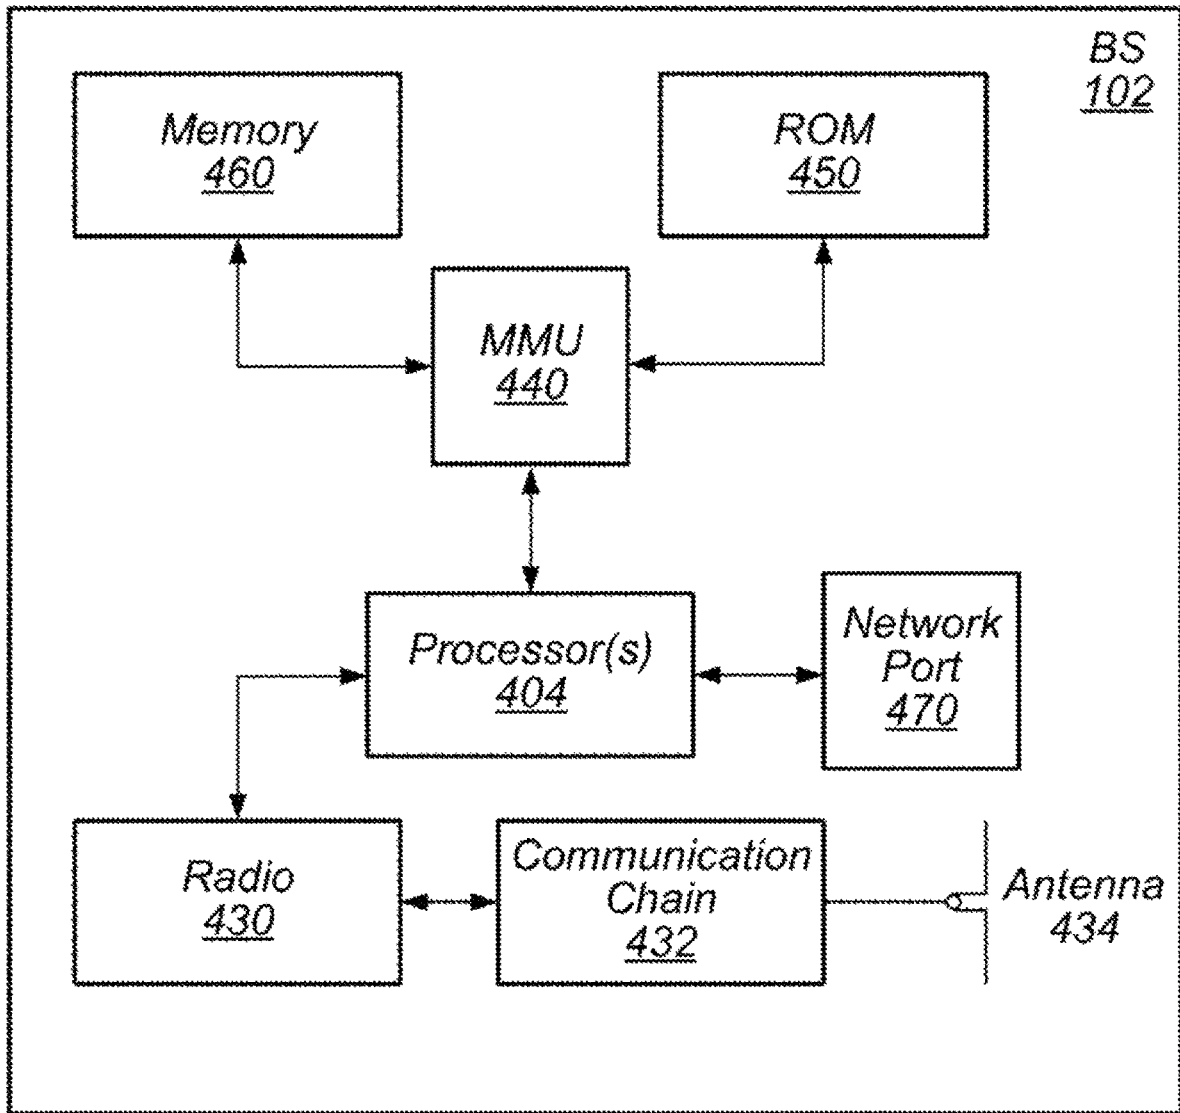 BS
102
Memory
460
ROM
450
MMU
440
Processor(s)
404
Network
Port
470
Radio
430
Communication
Chain
432
Antenna
434